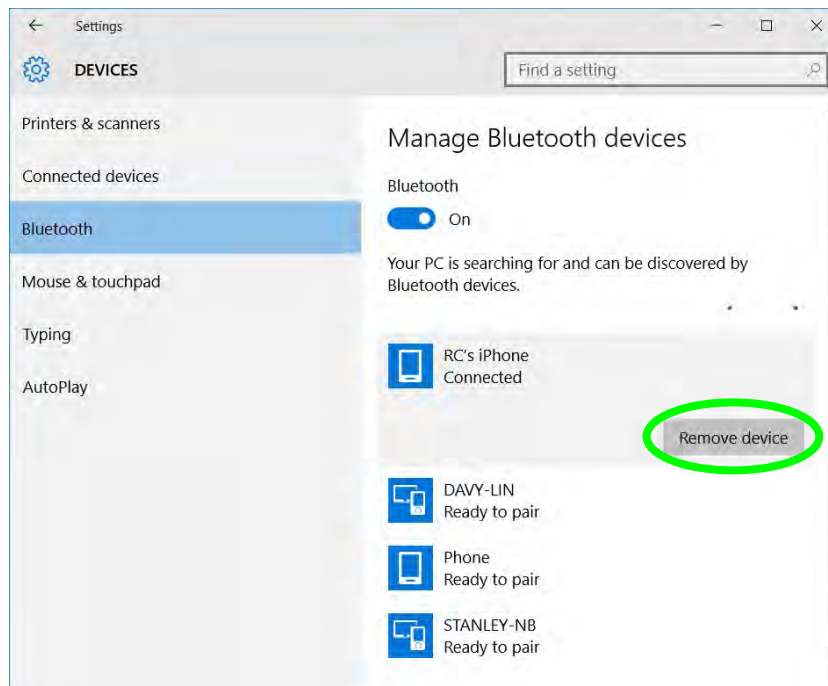 Settings
DEVICES
Find a setting
Printers & scanners
Connected devices
Bluetooth
Mouse & touchpad
Typing
AutoPlay
Manage Bluetooth devices
Bluetooth
On
Your PC is searching for and can be discovered by
Bluetooth devices.
RC's iPhone
Connected
Remove device
DAVY-LIN
Ready to pair
Phone
Ready to pair
STANLEY-NB
Ready to pair